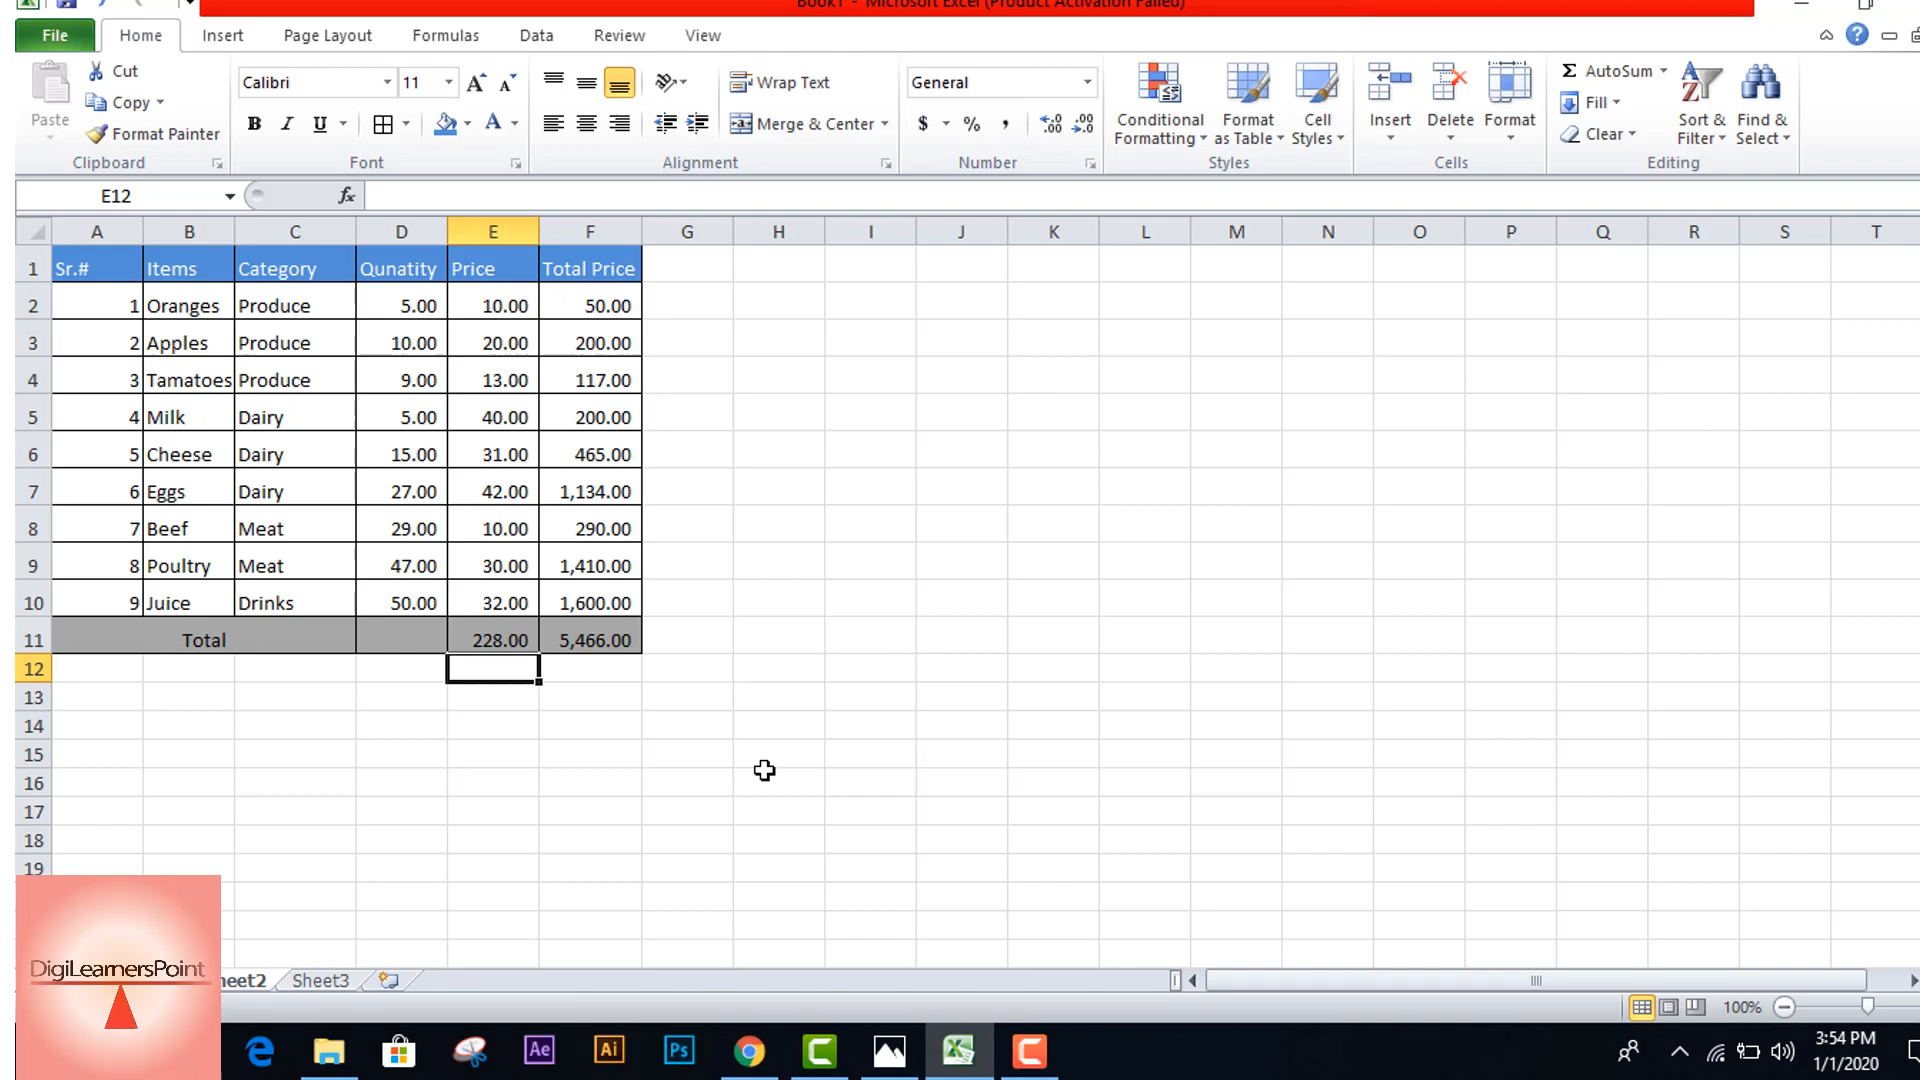 Book1 - Microsoft Excel (Product Activation Failed)
File Home Insert Page Layout Formulas Data Review View
Paste
Cut
Copy
Format Painter
Clipboard
Calibri 11
B I U A
Font
Wrap Text
Merge & Center
Alignment
General
$ % ,
Number
Conditional Formatting
Format as Table
Cell Styles
Styles
Insert Delete Format
Cells
Σ AutoSum
Fill
Clear
Sort & Filter
Find & Select
Editing
E12 fx
A B C D E F G H I J K L M N O P Q R S T
1 Sr.# Items Category Qunatity Price Total Price
2 1 Oranges Produce 5.00 10.00 50.00
3 2 Apples Produce 10.00 20.00 200.00
4 3 Tamatoes Produce 9.00 13.00 117.00
5 4 Milk Dairy 5.00 40.00 200.00
6 5 Cheese Dairy 15.00 31.00 465.00
7 6 Eggs Dairy 27.00 42.00 1,134.00
8 7 Beef Meat 29.00 10.00 290.00
9 8 Poultry Meat 47.00 30.00 1,410.00
10 9 Juice Drinks 50.00 32.00 1,600.00
11 Total 228.00 5,466.00
12
13
14
15
16
17
18
19
DigiLearnersPoint
heet2 Sheet3
100%
Ae Ai Ps
3:54 PM
1/1/2020